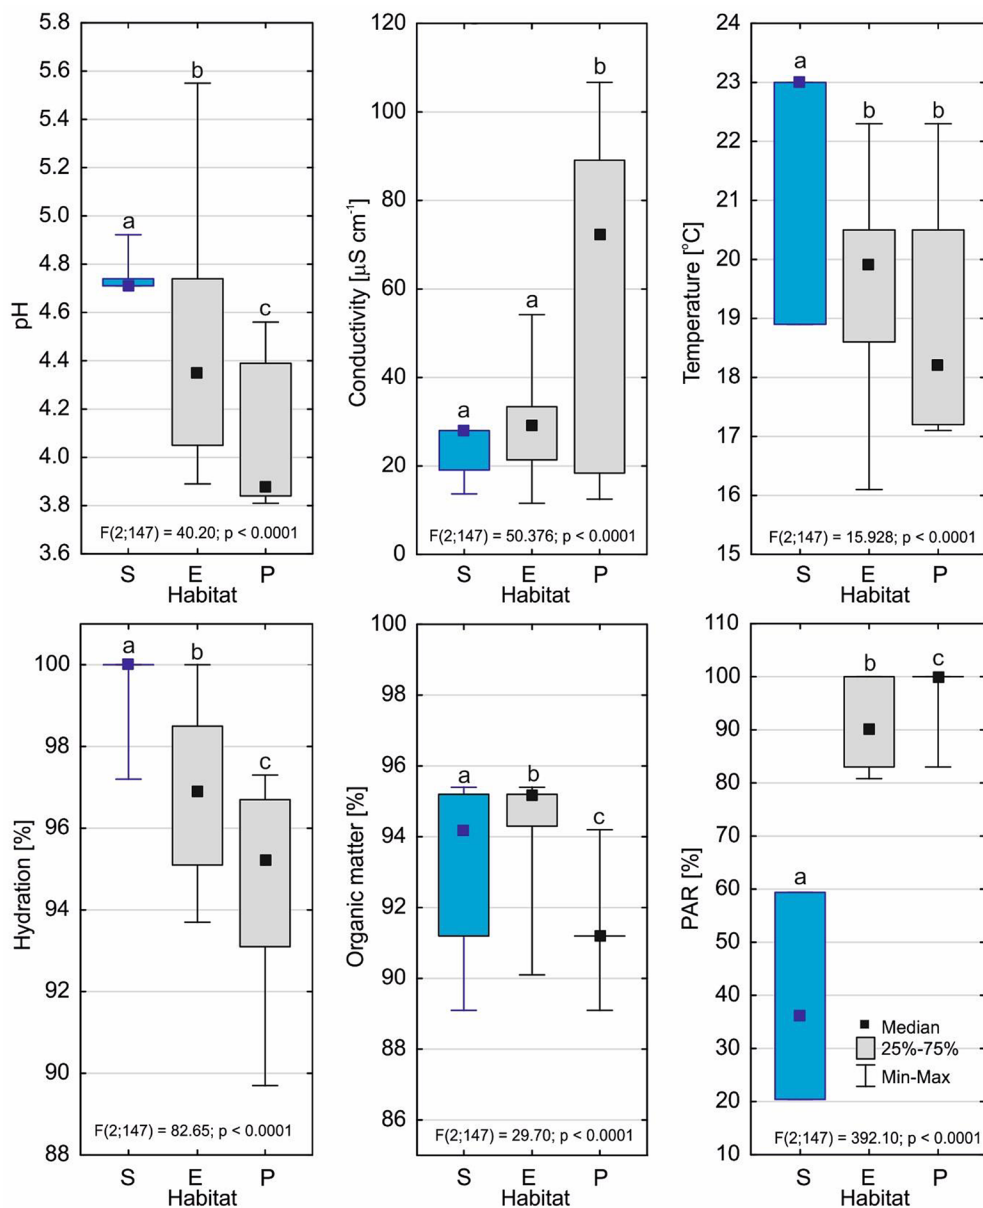 5.8
5.6
5.4
5.2
5.0
4.8
4.6
4.4
4.2
4.0
3.8
3.6
pH
a
b
c
F(2;147) = 40.20; p < 0.0001
S E P
Habitat
120
100
80
60
40
20
0
Conductivity [µS cm⁻¹]
a
a
b
F(2;147) = 50.376; p < 0.0001
S E P
Habitat
24
23
22
21
20
19
18
17
16
15
Temperature [°C]
a
b
b
F(2;147) = 15.928; p < 0.0001
S E P
Habitat
100
98
96
94
92
90
88
Hydration [%]
a
b
c
F(2;147) = 82.65; p < 0.0001
S E P
Habitat
100
98
96
94
92
90
88
86
Organic matter [%]
a
b
c
F(2;147) = 29.70; p < 0.0001
S E P
Habitat
110
100
90
80
70
60
50
40
30
20
10
PAR [%]
a
b
c
Median
25%-75%
Min-Max
F(2;147) = 392.10; p < 0.0001
S E P
Habitat